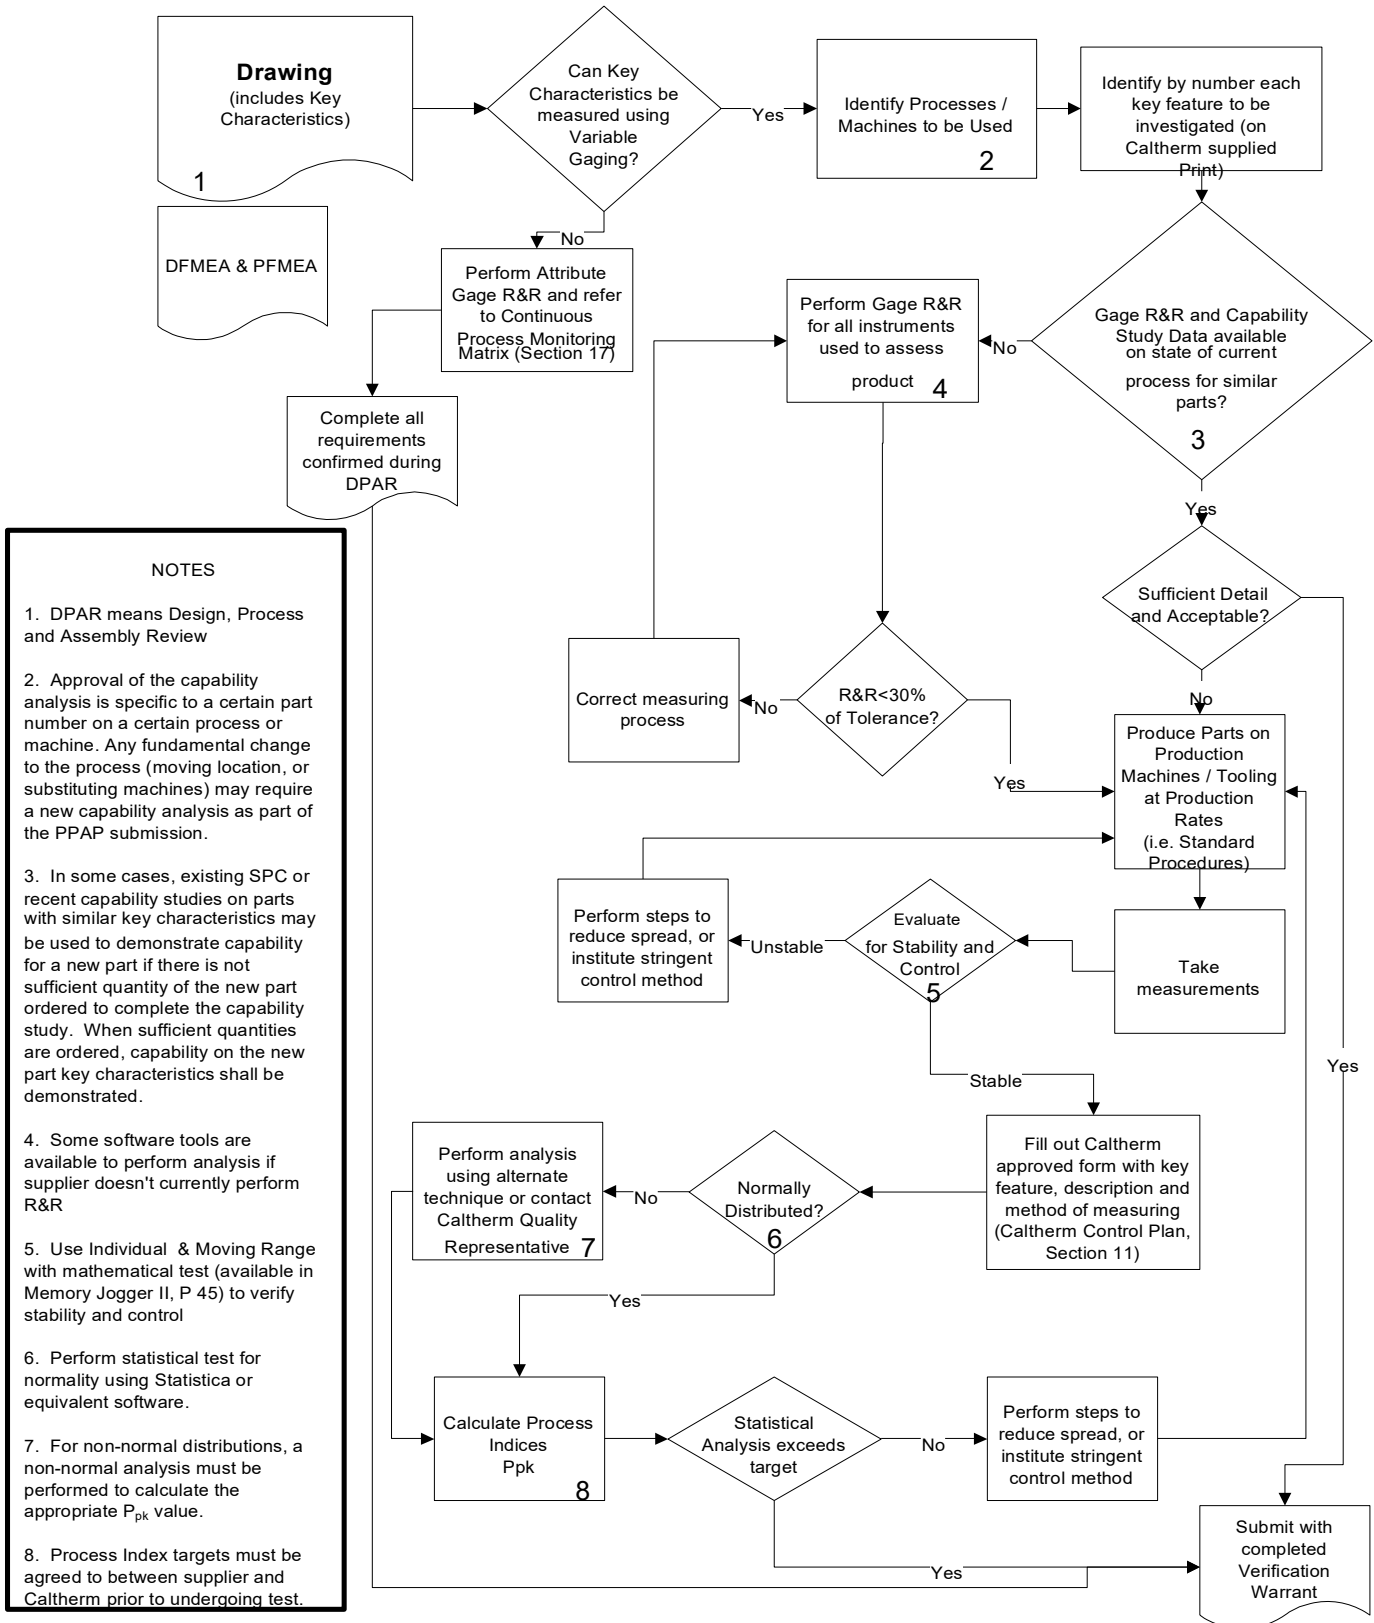 Drawing
(includes Key
Characteristics)
1
Can Key
Characteristics be
measured using
Variable
Gaging?
Yes
Identify Processes /
Machines to be Used
2
Identify by number each
key feature to be
investigated (on
Caltherm supplied
Print)
DFMEA & PFMEA
No
Perform Attribute
Gage R&R and refer
to Continuous
Process Monitoring
Matrix (Section 17)
Perform Gage R&R
for all instruments
used to assess
product
4
No
Gage R&R and Capability
Study Data available
on state of current
process for similar
parts?
3
Complete all
requirements
confirmed during
DPAR
Yes
Sufficient Detail
and Acceptable?
No
Yes
Correct measuring
process
No
R&R<30%
of Tolerance?
Yes
Produce Parts on
Production
Machines / Tooling
at Production
Rates
(i.e. Standard
Procedures)
Perform steps to
reduce spread, or
institute stringent
control method
Unstable
Evaluate
for Stability and
Control
5
Take
measurements
Stable
Perform analysis
using alternate
technique or contact
Caltherm Quality
Representative
7
No
Normally
Distributed?
6
Fill out Caltherm
approved form with key
feature, description and
method of measuring
(Caltherm Control Plan,
Section 11)
Yes
Calculate Process
Indices
Ppk
8
Statistical
Analysis exceeds
target
No
Perform steps to
reduce spread, or
institute stringent
control method
Yes
Submit with
completed
Verification
Warrant
NOTES
1. DPAR means Design, Process
and Assembly Review
2. Approval of the capability
analysis is specific to a certain part
number on a certain process or
machine. Any fundamental change
to the process (moving location, or
substituting machines) may require
a new capability analysis as part of
the PPAP submission.
3. In some cases, existing SPC or
recent capability studies on parts
with similar key characteristics may
be used to demonstrate capability
for a new part if there is not
sufficient quantity of the new part
ordered to complete the capability
study. When sufficient quantities
are ordered, capability on the new
part key characteristics shall be
demonstrated.
4. Some software tools are
available to perform analysis if
supplier doesn't currently perform
R&R
5. Use Individual & Moving Range
with mathematical test (available in
Memory Jogger II, P 45) to verify
stability and control
6. Perform statistical test for
normality using Statistica or
equivalent software.
7. For non-normal distributions, a
non-normal analysis must be
performed to calculate the
appropriate Ppk value.
8. Process Index targets must be
agreed to between supplier and
Caltherm prior to undergoing test.